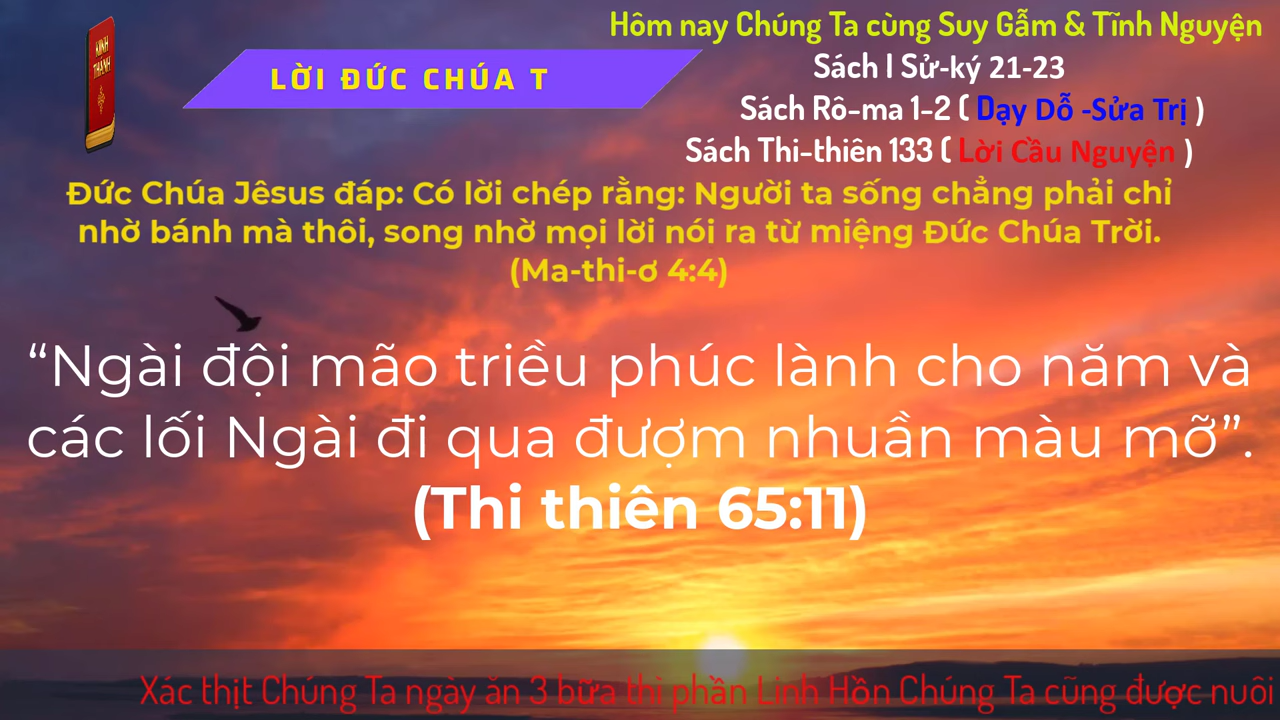 Hôm nay Chúng Ta cùng Suy Gẫm & Tĩnh Nguyện
KINH
THÁNH
LỜI ĐỨC CHÚA T
Sách I Sử-ký 21-23
Sách Rô-ma 1-2 ( Dạy Dỗ -Sửa Trị )
Sách Thi-thiên 133 ( Lời Cầu Nguyện )
Đức Chúa Jêsus đáp: Có lời chép rằng: Người ta sống chẳng phải chỉ
nhờ bánh mà thôi, song nhờ mọi lời nói ra từ miệng Đức Chúa Trời.
(Ma-thi-ơ 4:4)
“Ngài đội mão triều phúc lành cho năm và
các lối Ngài đi qua đượm nhuần màu mỡ”.
(Thi thiên 65:11)
Xác thịt Chúng Ta ngày ăn 3 bữa thì phần Linh Hồn Chúng Ta cũng được nuôi